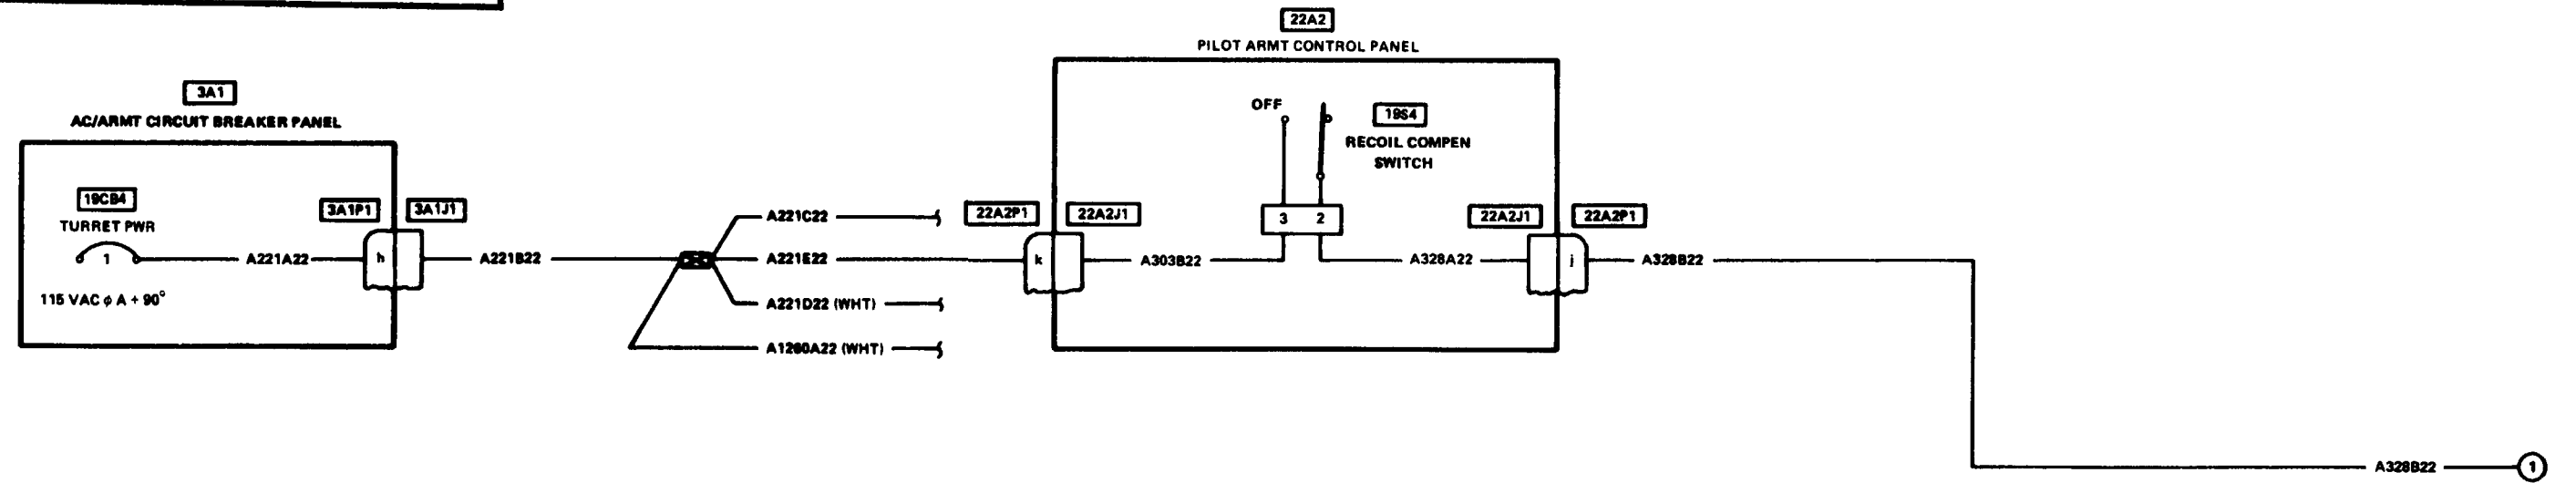 22A2
PILOT ARMT CONTROL PANEL
3A1
AC/ARMT CIRCUIT BREAKER PANEL
OFF
19S4
RECOIL COMPEN
SWITCH
19CB4
TURRET PWR
1
115 VAC φ A + 90°
A221A22
3A1P1
3A1J1
h
A221B22
A221C22
A221E22
A221D22 (WHT)
A1260A22 (WHT)
22A2P1
22A2J1
k
A303B22
3 2
A328A22
22A2J1
22A2P1
j
A328B22
A328B22
1